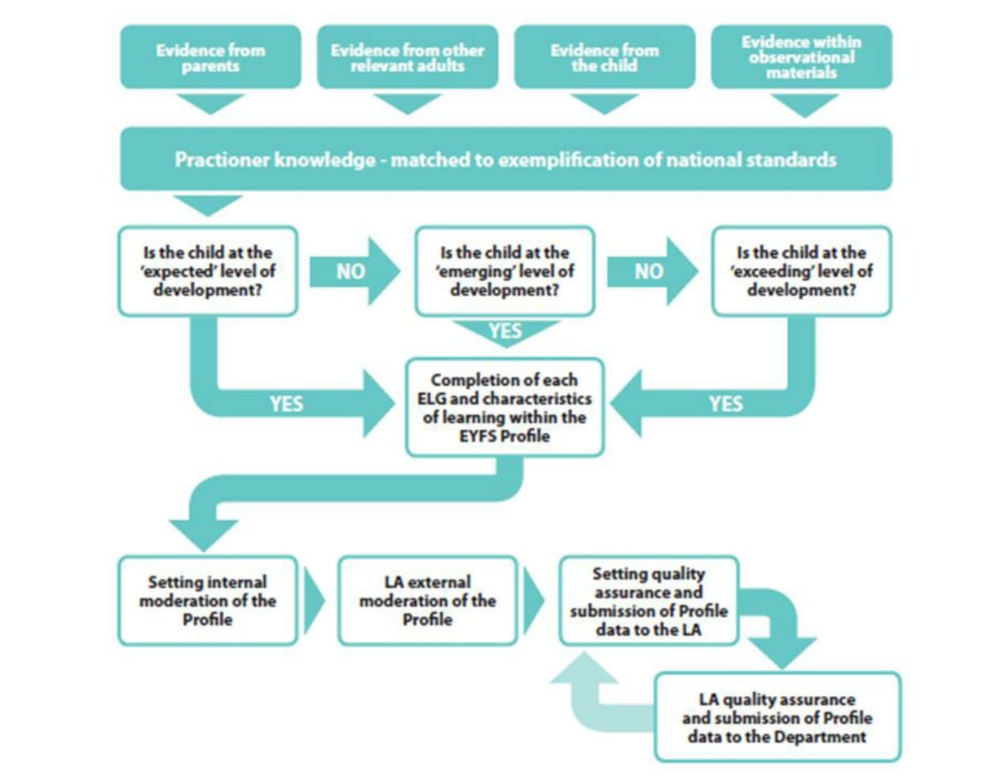 Evidence from
parents
Evidence from other
relevant adults
Evidence from
the child
Evidence within
observational
materials
Practioner knowledge - matched to exemplification of national standards
Is the child at the
‘expected’ level of
development?
NO
Is the child at the
‘emerging’ level of
development?
NO
Is the child at the
‘exceeding’ level of
development?
YES
Completion of each
ELG and characteristics
of learning within the
EYFS Profile
YES
YES
Setting internal
moderation of the
Profile
LA external
moderation of the
Profile
Setting quality
assurance and
submission of Profile
data to the LA
LA quality assurance
and submission of Profile
data to the Department